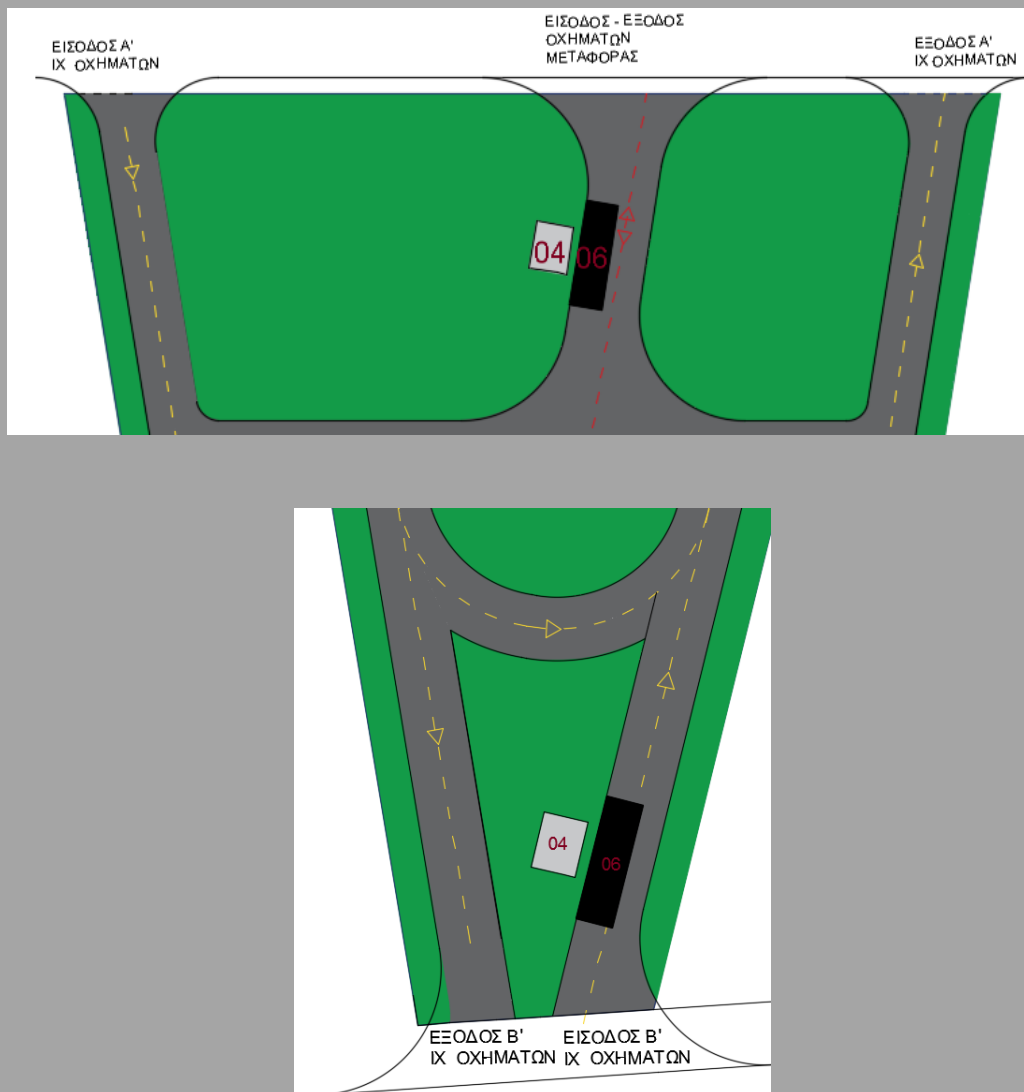 ΕΙΣΟΔΟΣ Α'
ΙΧ ΟΧΗΜΑΤΩΝ
ΕΙΣΟΔΟΣ - ΕΞΟΔΟΣ
ΟΧΗΜΑΤΩΝ
ΜΕΤΑΦΟΡΑΣ
ΕΞΟΔΟΣ Α'
ΙΧ ΟΧΗΜΑΤΩΝ
04
06
04
06
ΕΞΟΔΟΣ Β'
ΙΧ ΟΧΗΜΑΤΩΝ
ΕΙΣΟΔΟΣ Β'
ΙΧ ΟΧΗΜΑΤΩΝ